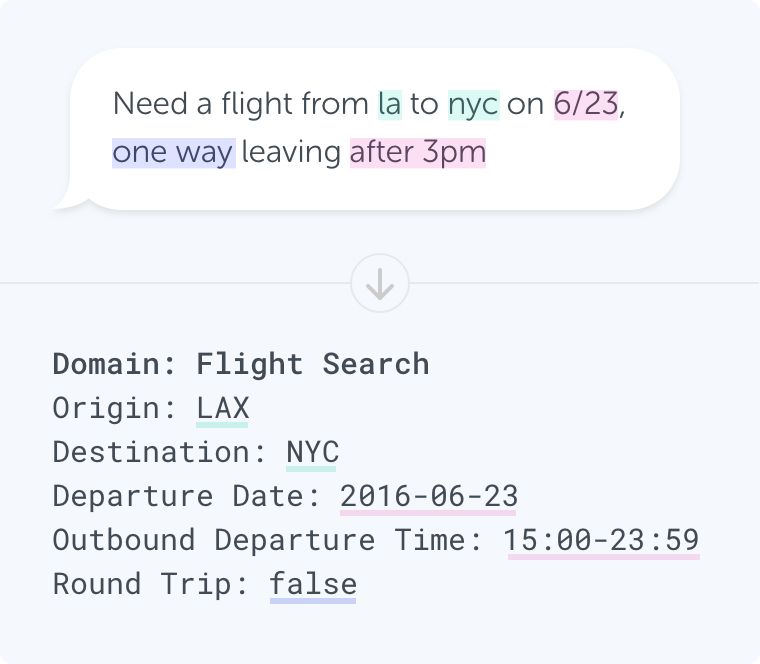 Need a flight from la to nyc on 6/23,
one way leaving after 3pm
Domain: Flight Search
Origin: LAX
Destination: NYC
Departure Date: 2016-06-23
Outbound Departure Time: 15:00-23:59
Round Trip: false